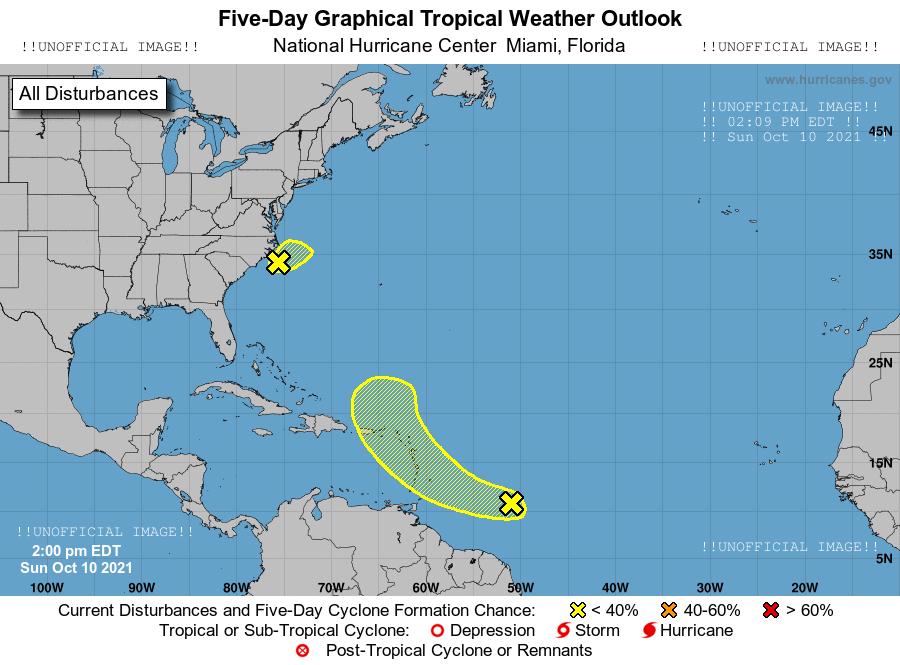 Five-Day Graphical Tropical Weather Outlook
!!UNOFFICIAL IMAGE!! National Hurricane Center  Miami, Florida !!UNOFFICIAL IMAGE!!
www.hurricanes.gov
All Disturbances
!!UNOFFICIAL IMAGE!!
!! 02:09 PM EDT !!
!! Sun Oct 10 2021 !!
45N
35N
25N
15N
!!UNOFFICIAL IMAGE!!
2:00 pm EDT
!!UNOFFICIAL IMAGE!!
5N
Sun Oct 10 2021
100W 90W 80W 70W 60W 50W 40W 30W 20W
Current Disturbances and Five-Day Cyclone Formation Chance: < 40% 40-60% > 60%
Tropical or Sub-Tropical Cyclone: Depression Storm Hurricane
Post-Tropical Cyclone or Remnants